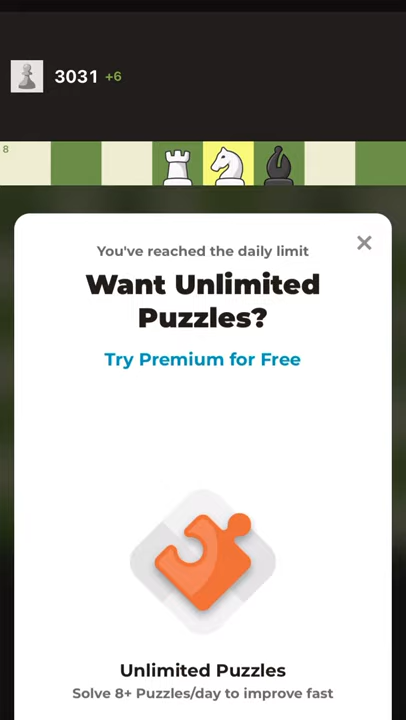 3031 +6
8
You've reached the daily limit
Want Unlimited
Puzzles?
Try Premium for Free
Unlimited Puzzles
Solve 8+ Puzzles/day to improve fast